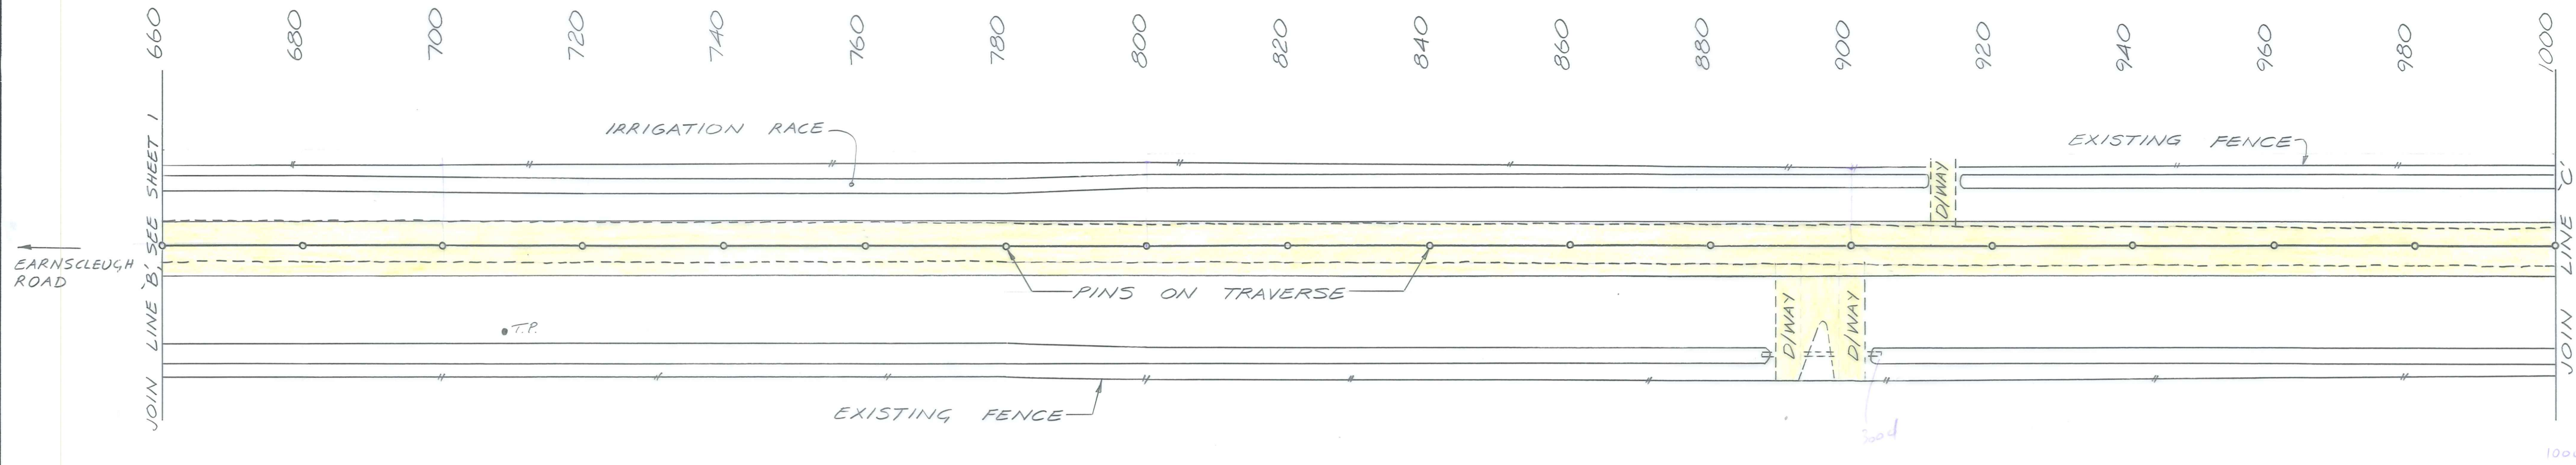 660
680
700
720
740
760
780
800
820
840
860
880
900
920
940
960
980
1000
JOIN LINE 'B', SEE SHEET 1
IRRIGATION RACE
EXISTING FENCE
D/WAY
JOIN LINE 'C'
EARNSCLEUGH
ROAD
PINS ON TRAVERSE
T.P.
D/WAY
D/WAY
EXISTING FENCE